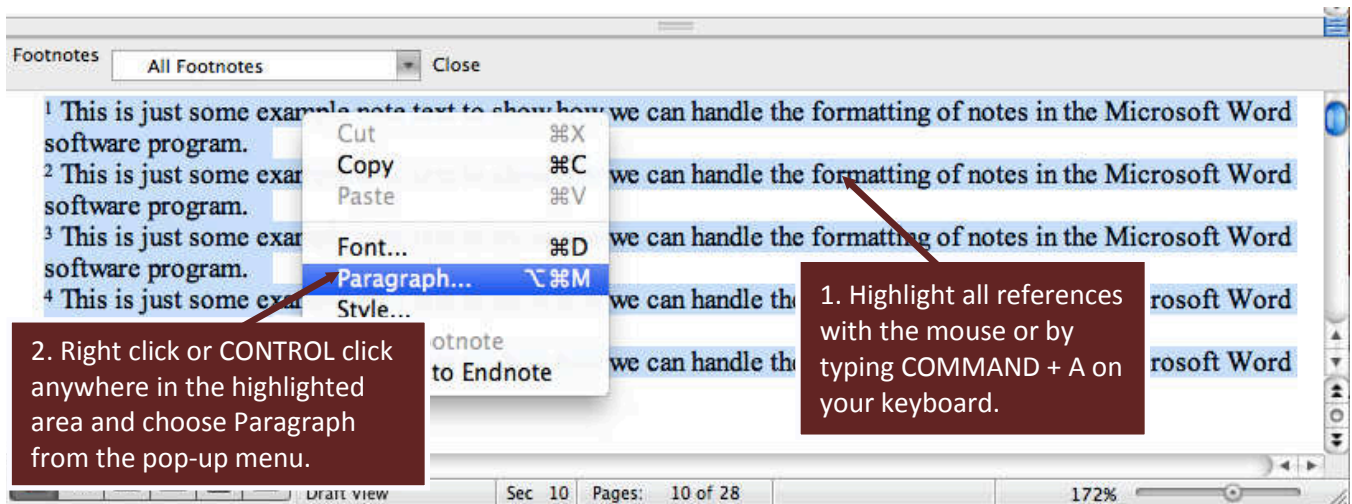 Footnotes All Footnotes Close
1 This is just some example note text to show how we can handle the formatting of notes in the Microsoft Word
software program.
2 This is just some exa we can handle the formatting of notes in the Microsoft Word
software program.
3 This is just some exa we can handle the formatting of notes in the Microsoft Word
software program.
4 This is just some exa we can handle the rosoft Word
we can handle the rosoft Word
Cut ⌘X
Copy ⌘C
Paste ⌘V
Font... ⌘D
Paragraph... ⌥⌘M
Style...
otnote
to Endnote
1. Highlight all references
with the mouse or by
typing COMMAND + A on
your keyboard.
2. Right click or CONTROL click
anywhere in the highlighted
area and choose Paragraph
from the pop-up menu.
Draft View Sec 10 Pages: 10 of 28 172%